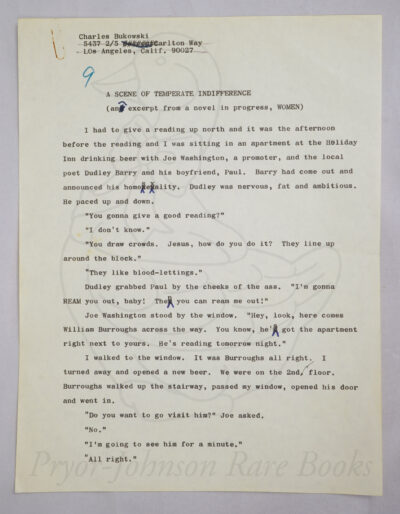 Charles Bukowski
5437 2/5 Carlton Way
Los Angeles, Calif. 90027
9
A SCENE OF TEMPERATE INDIFFERENCE
(an excerpt from a novel in progress, WOMEN)
I had to give a reading up north and it was the afternoon
before the reading and I was sitting in an apartment at the Holiday
Inn drinking beer with Joe Washington, a promoter, and the local
poet Dudley Barry and his boyfriend, Paul. Barry had come out and
announced his homosexuality. Dudley was nervous, fat and ambitious.
He paced up and down.
"You gonna give a good reading?"
"I don't know."
"You draw crowds. Jesus, how do you do it? They line up
around the block."
"They like blood-lettings."
Dudley grabbed Paul by the cheeks of the ass. "I'm gonna
REAM you out, baby! Then you can ream me out!"
Joe Washington stood by the window. "Hey, look, here comes
William Burroughs across the way. You know, he's got the apartment
right next to yours. He's reading tomorrow night."
I walked to the window. It was Burroughs all right. I
turned away and opened a new beer. We were on the 2nd, floor.
Burroughs walked up the stairway, passed my window, opened his door
and went in.
"Do you want to go visit him?" Joe asked.
"No."
"I'm going to see him for a minute."
"All right."
Pryor-Johnson Rare Books